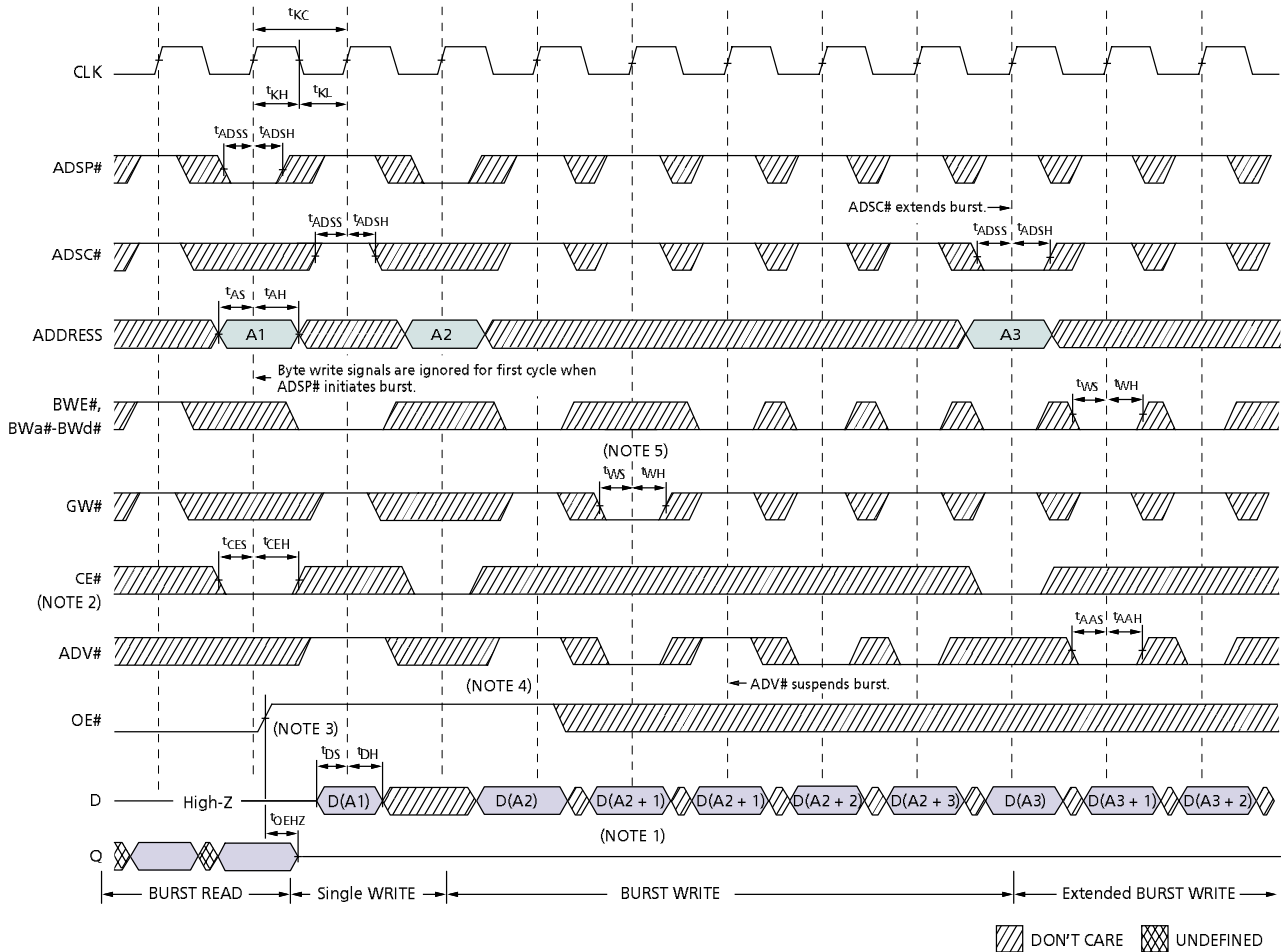 tKC
CLK
tKH
tKL
tADSS
tADSH
ADSP#
ADSC# extends burst.
tADSS
tADSH
tADSS
tADSH
ADSC#
tAS
tAH
ADDRESS
A1
A2
A3
Byte write signals are ignored for first cycle when
ADSP# initiates burst.
BWE#,
BWa#-BWd#
tWS
tWH
(NOTE 5)
tWS
tWH
GW#
tCES
tCEH
CE#
(NOTE 2)
tAAS
tAAH
ADV#
(NOTE 4)
ADV# suspends burst.
OE#
(NOTE 3)
tDS
tDH
D
High-Z
D(A1)
D(A2)
D(A2 + 1)
D(A2 + 1)
D(A2 + 2)
D(A2 + 3)
D(A3)
D(A3 + 1)
D(A3 + 2)
tOEHZ
(NOTE 1)
Q
BURST READ
Single WRITE
BURST WRITE
Extended BURST WRITE
DON'T CARE
UNDEFINED